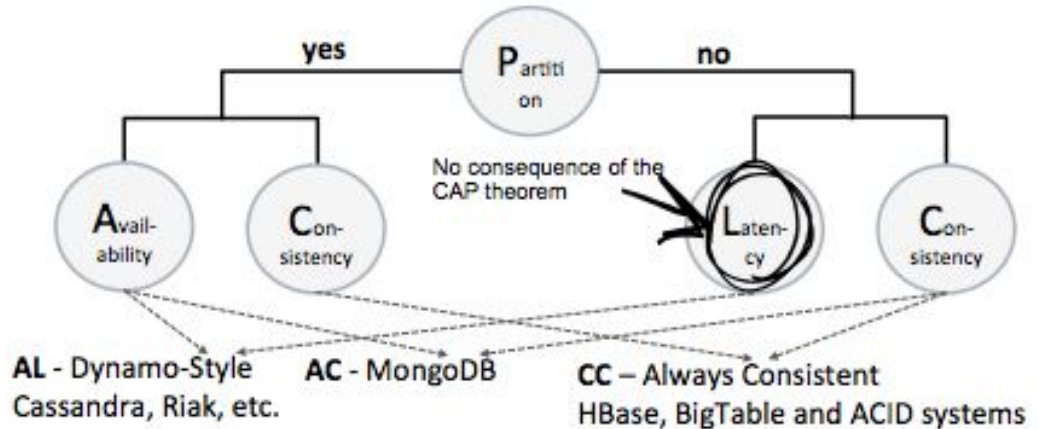 yes
Partiti
on
no
No consequence of the
CAP theorem
Avail-
ability
Con-
sistency
Laten-
cy
Con-
sistency
AL - Dynamo-Style
Cassandra, Riak, etc.
AC - MongoDB
CC – Always Consistent
HBase, BigTable and ACID systems